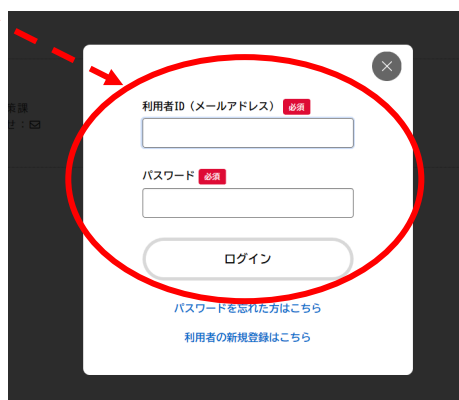 利用者ID（メールアドレス） 必須
パスワード 必須
ログイン
パスワードを忘れた方はこちら
利用者の新規登録はこちら